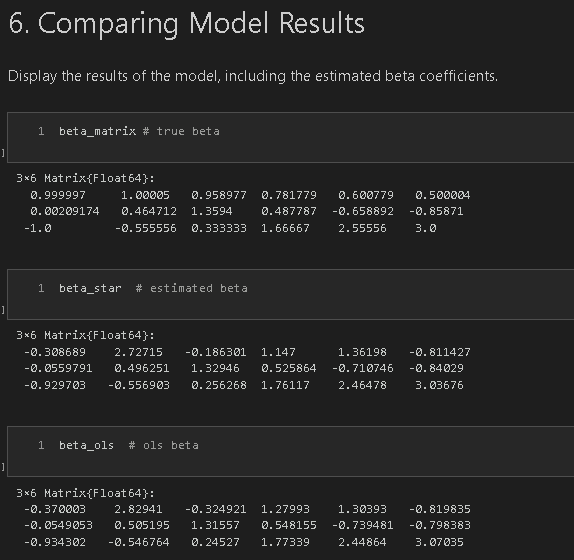 6. Comparing Model Results
Display the results of the model, including the estimated beta coefficients.
1 beta_matrix # true beta
]
3×6 Matrix{Float64}:
0.999997 1.00005 0.958977 0.781779 0.600779 0.500004
0.00209174 0.464712 1.3594 0.487787 -0.658892 -0.85871
-1.0 -0.555556 0.333333 1.66667 2.55556 3.0
1 beta_star # estimated beta
]
3×6 Matrix{Float64}:
-0.308689 2.72715 -0.186301 1.147 1.36198 -0.811427
-0.0559791 0.496251 1.32946 0.525864 -0.710746 -0.84029
-0.929703 -0.556903 0.256268 1.76117 2.46478 3.03676
1 beta_ols # ols beta
]
3×6 Matrix{Float64}:
-0.370003 2.82941 -0.324921 1.27993 1.30393 -0.819835
-0.0549053 0.505195 1.31557 0.548155 -0.739481 -0.798383
-0.934302 -0.546764 0.24527 1.77339 2.44864 3.07035